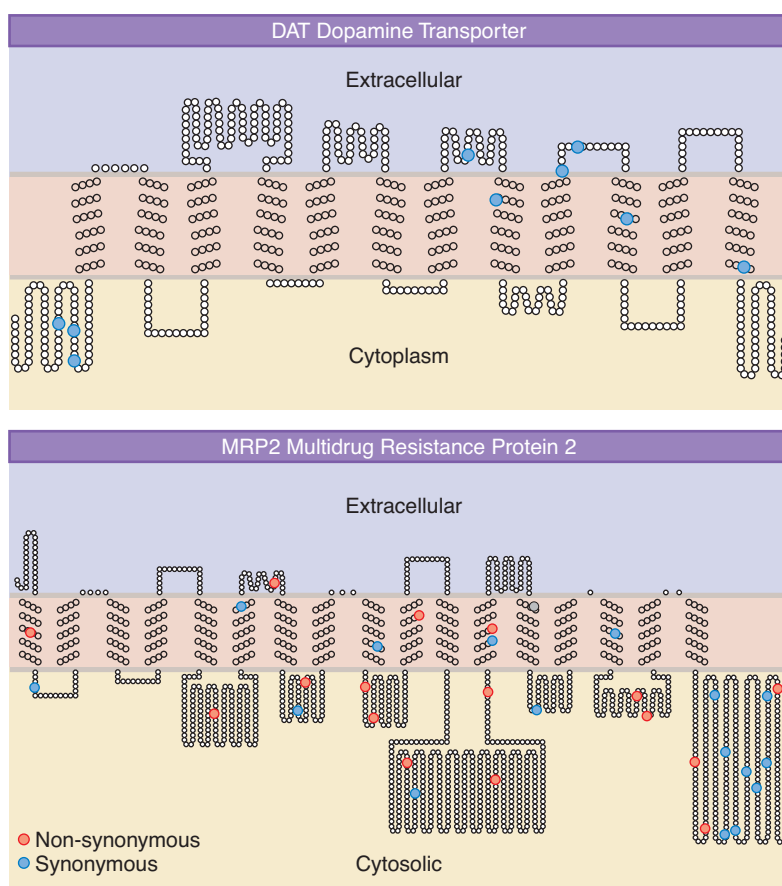 DAT Dopamine Transporter
Extracellular
Cytoplasm
MRP2 Multidrug Resistance Protein 2
Extracellular
Non-synonymous
Synonymous
Cytosolic